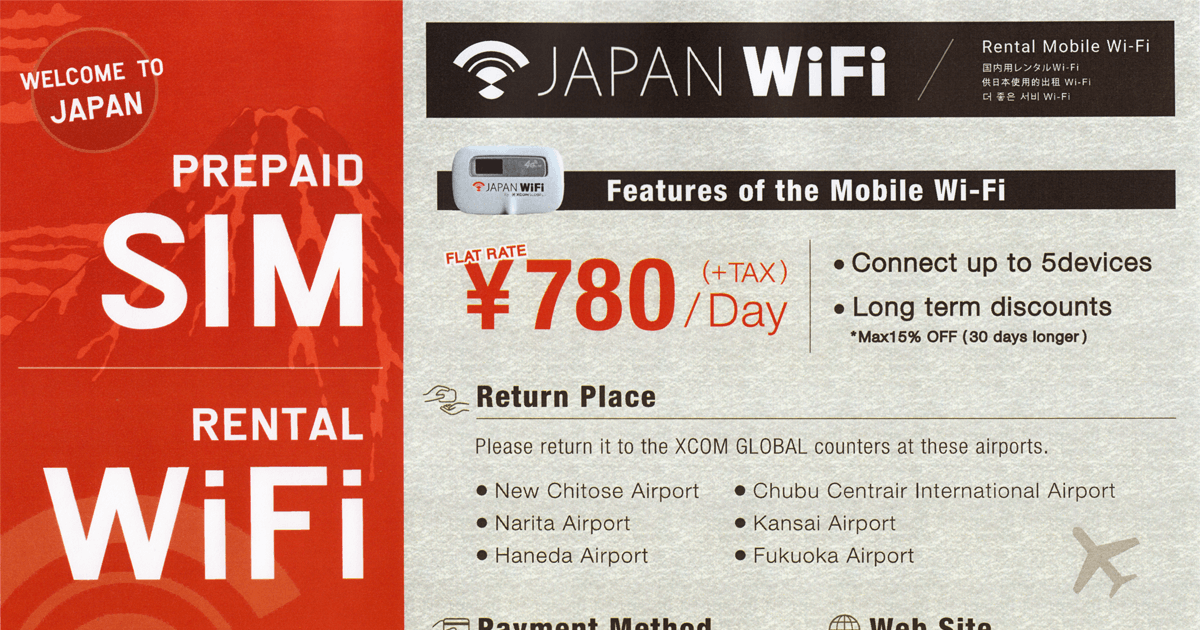 WELCOME TO
JAPAN
PREPAID
SIM
RENTAL
WiFi
JAPAN WiFi
Rental Mobile Wi-Fi
国内用レンタルWi-Fi
供日本使用的出租 Wi-Fi
더 좋은 서비 Wi-Fi
JAPAN WiFi
Features of the Mobile Wi-Fi
FLAT RATE
¥780 (+TAX) /Day
● Connect up to 5devices
● Long term discounts
*Max15% OFF (30 days longer)
Return Place
Please return it to the XCOM GLOBAL counters at these airports.
● New Chitose Airport
● Narita Airport
● Haneda Airport
● Chubu Centrair International Airport
● Kansai Airport
● Fukuoka Airport
Payment Method
Web Site